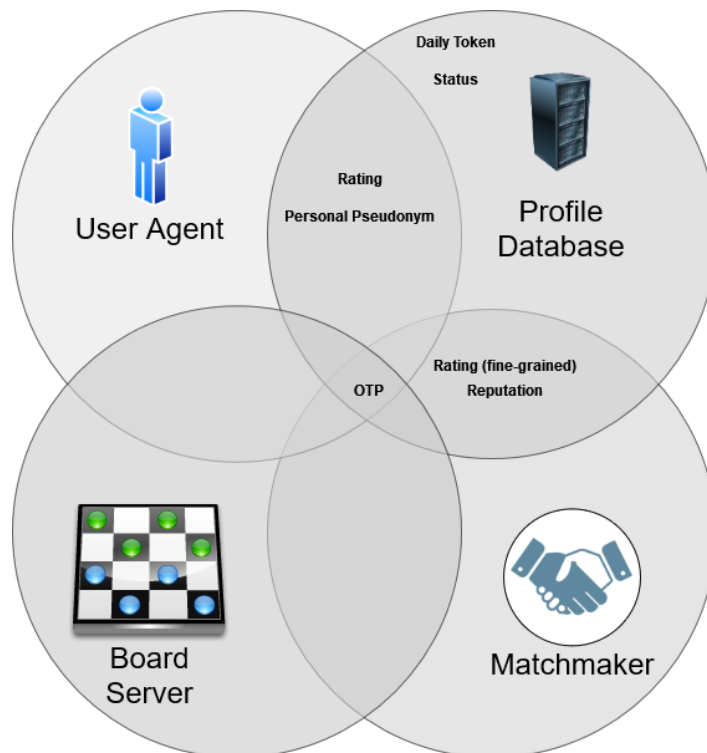 Daily Token
Status
Rating
Personal Pseudonym
User Agent
Profile
Database
Rating (fine-grained)
Reputation
OTP
Board
Server
Matchmaker